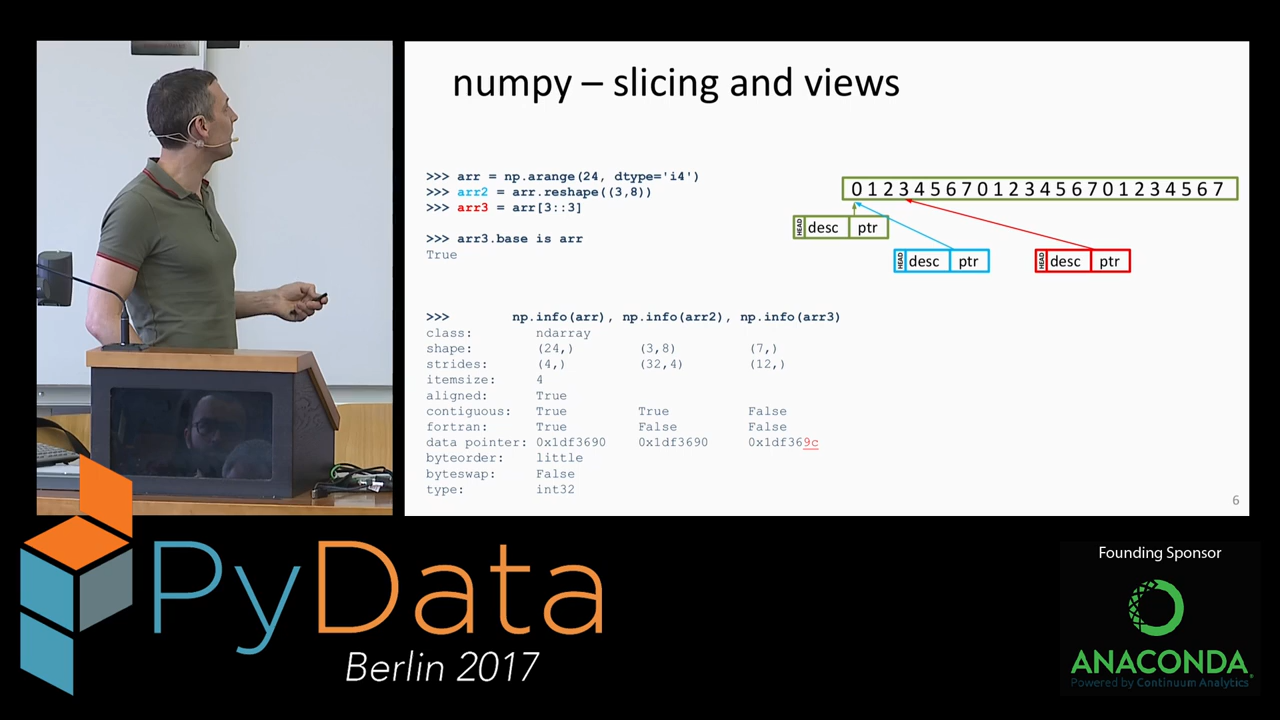 numpy – slicing and views
>>> arr = np.arange(24, dtype='i4')
>>> arr2 = arr.reshape((3,8))
>>> arr3 = arr[3::3]
>>> arr3.base is arr
True
0 1 2 3 4 5 6 7 0 1 2 3 4 5 6 7 0 1 2 3 4 5 6 7
HEAD desc ptr
HEAD desc ptr
HEAD desc ptr
>>> np.info(arr), np.info(arr2), np.info(arr3)
class: ndarray
shape: (24,) (3,8) (7,)
strides: (4,) (32,4) (12,)
itemsize: 4
aligned: True
contiguous: True True False
fortran: True False False
data pointer: 0x1df3690 0x1df3690 0x1df369c
byteorder: little
byteswap: False
type: int32
6
PyData
Berlin 2017
Founding Sponsor
ANACONDA
Powered by Continuum Analytics